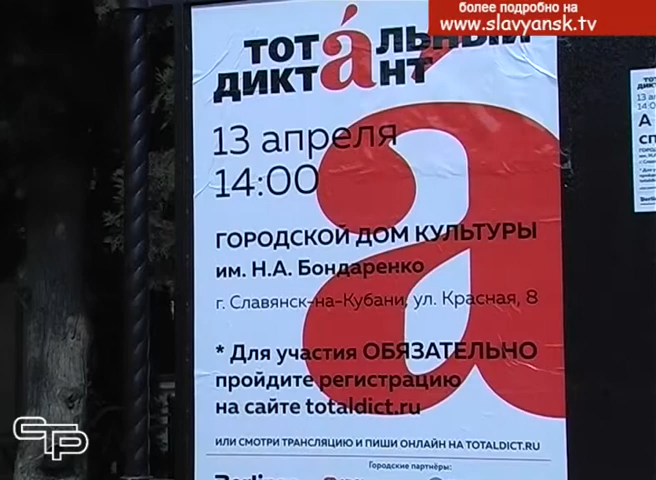 более подробно на
www.slavyansk.tv
тотальный
диктант
13 апреля
14:00
ГОРОДСКОЙ ДОМ КУЛЬТУРЫ
им. Н.А. Бондаренко
г. Славянск-на-Кубани, ул. Красная, 8
* Для участия ОБЯЗАТЕЛЬНО
пройдите регистрацию
на сайте totaldict.ru
ИЛИ СМОТРИ ТРАНСЛЯЦИЮ И ПИШИ ОНЛАЙН НА TOTALDICT.RU
Городские партнёры:
СТР